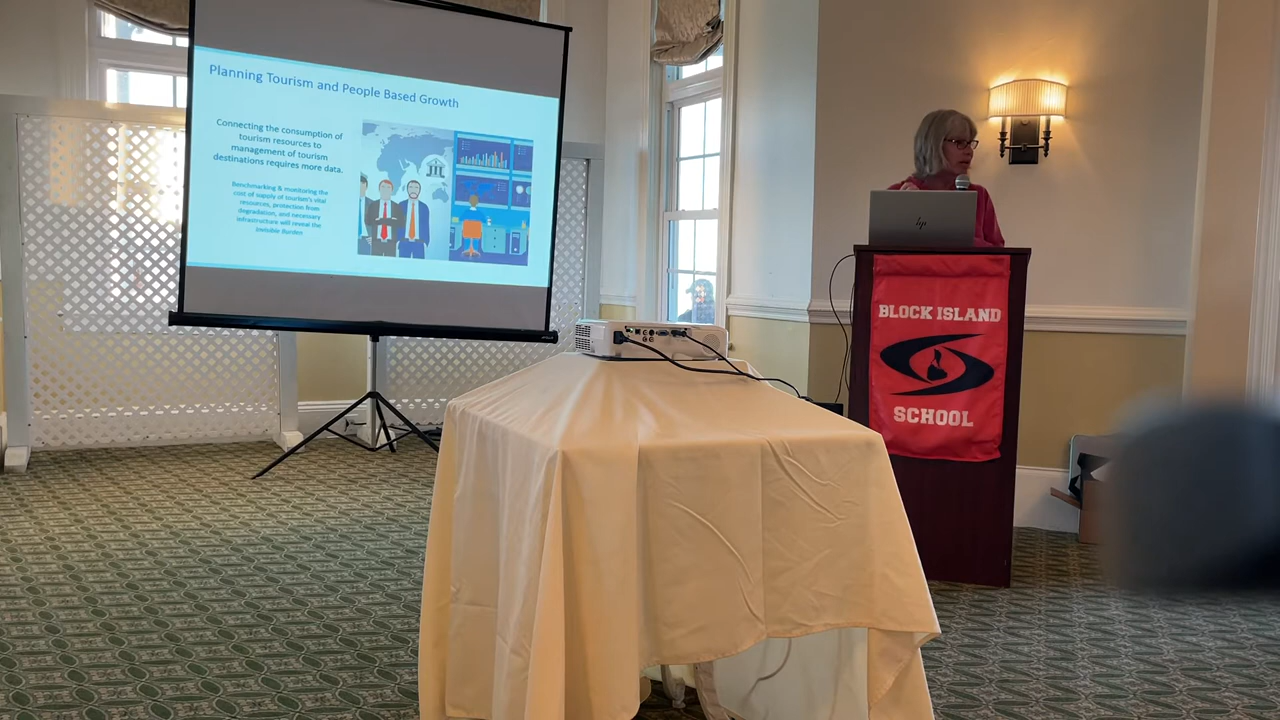 Planning Tourism and People Based Growth
Connecting the consumption of
tourism resources to
management of tourism
destinations requires more data.
Benchmarking & monitoring the
cost of supply of tourism's vital
resources, protection from
degradation, and necessary
infrastructure will reveal the
Invisible Burden
hp
BLOCK ISLAND
SCHOOL